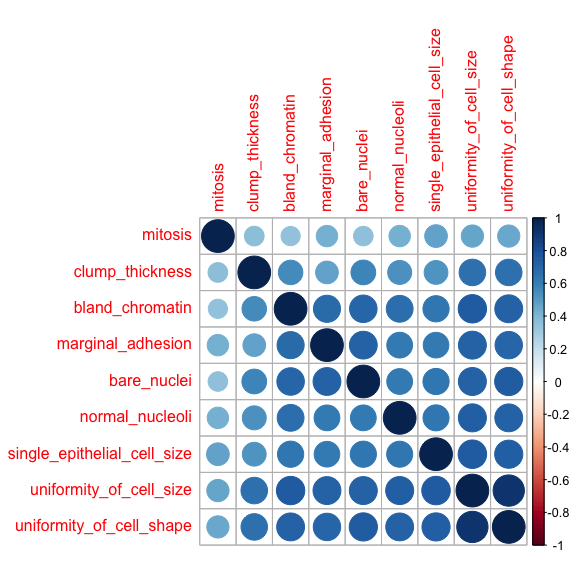 mitosis
clump_thickness
bland_chromatin
marginal_adhesion
bare_nuclei
normal_nucleoli
single_epithelial_cell_size
uniformity_of_cell_size
uniformity_of_cell_shape
mitosis
clump_thickness
bland_chromatin
marginal_adhesion
bare_nuclei
normal_nucleoli
single_epithelial_cell_size
uniformity_of_cell_size
uniformity_of_cell_shape
1
0.8
0.6
0.4
0.2
0
-0.2
-0.4
-0.6
-0.8
-1